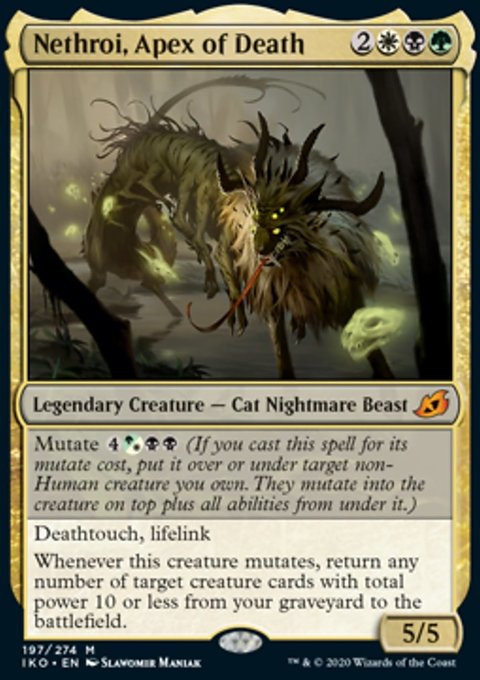 Nethroi, Apex of Death 2
Legendary Creature — Cat Nightmare Beast
Mutate 4 (If you cast this spell for its
mutate cost, put it over or under target non-
Human creature you own. They mutate into the
creature on top plus all abilities from under it.)
Deathtouch, lifelink
Whenever this creature mutates, return any
number of target creature cards with total
power 10 or less from your graveyard to the
battlefield.
5/5
197/274 M
IKO • EN Slawomir Maniak
™ & © 2020 Wizards of the Coast